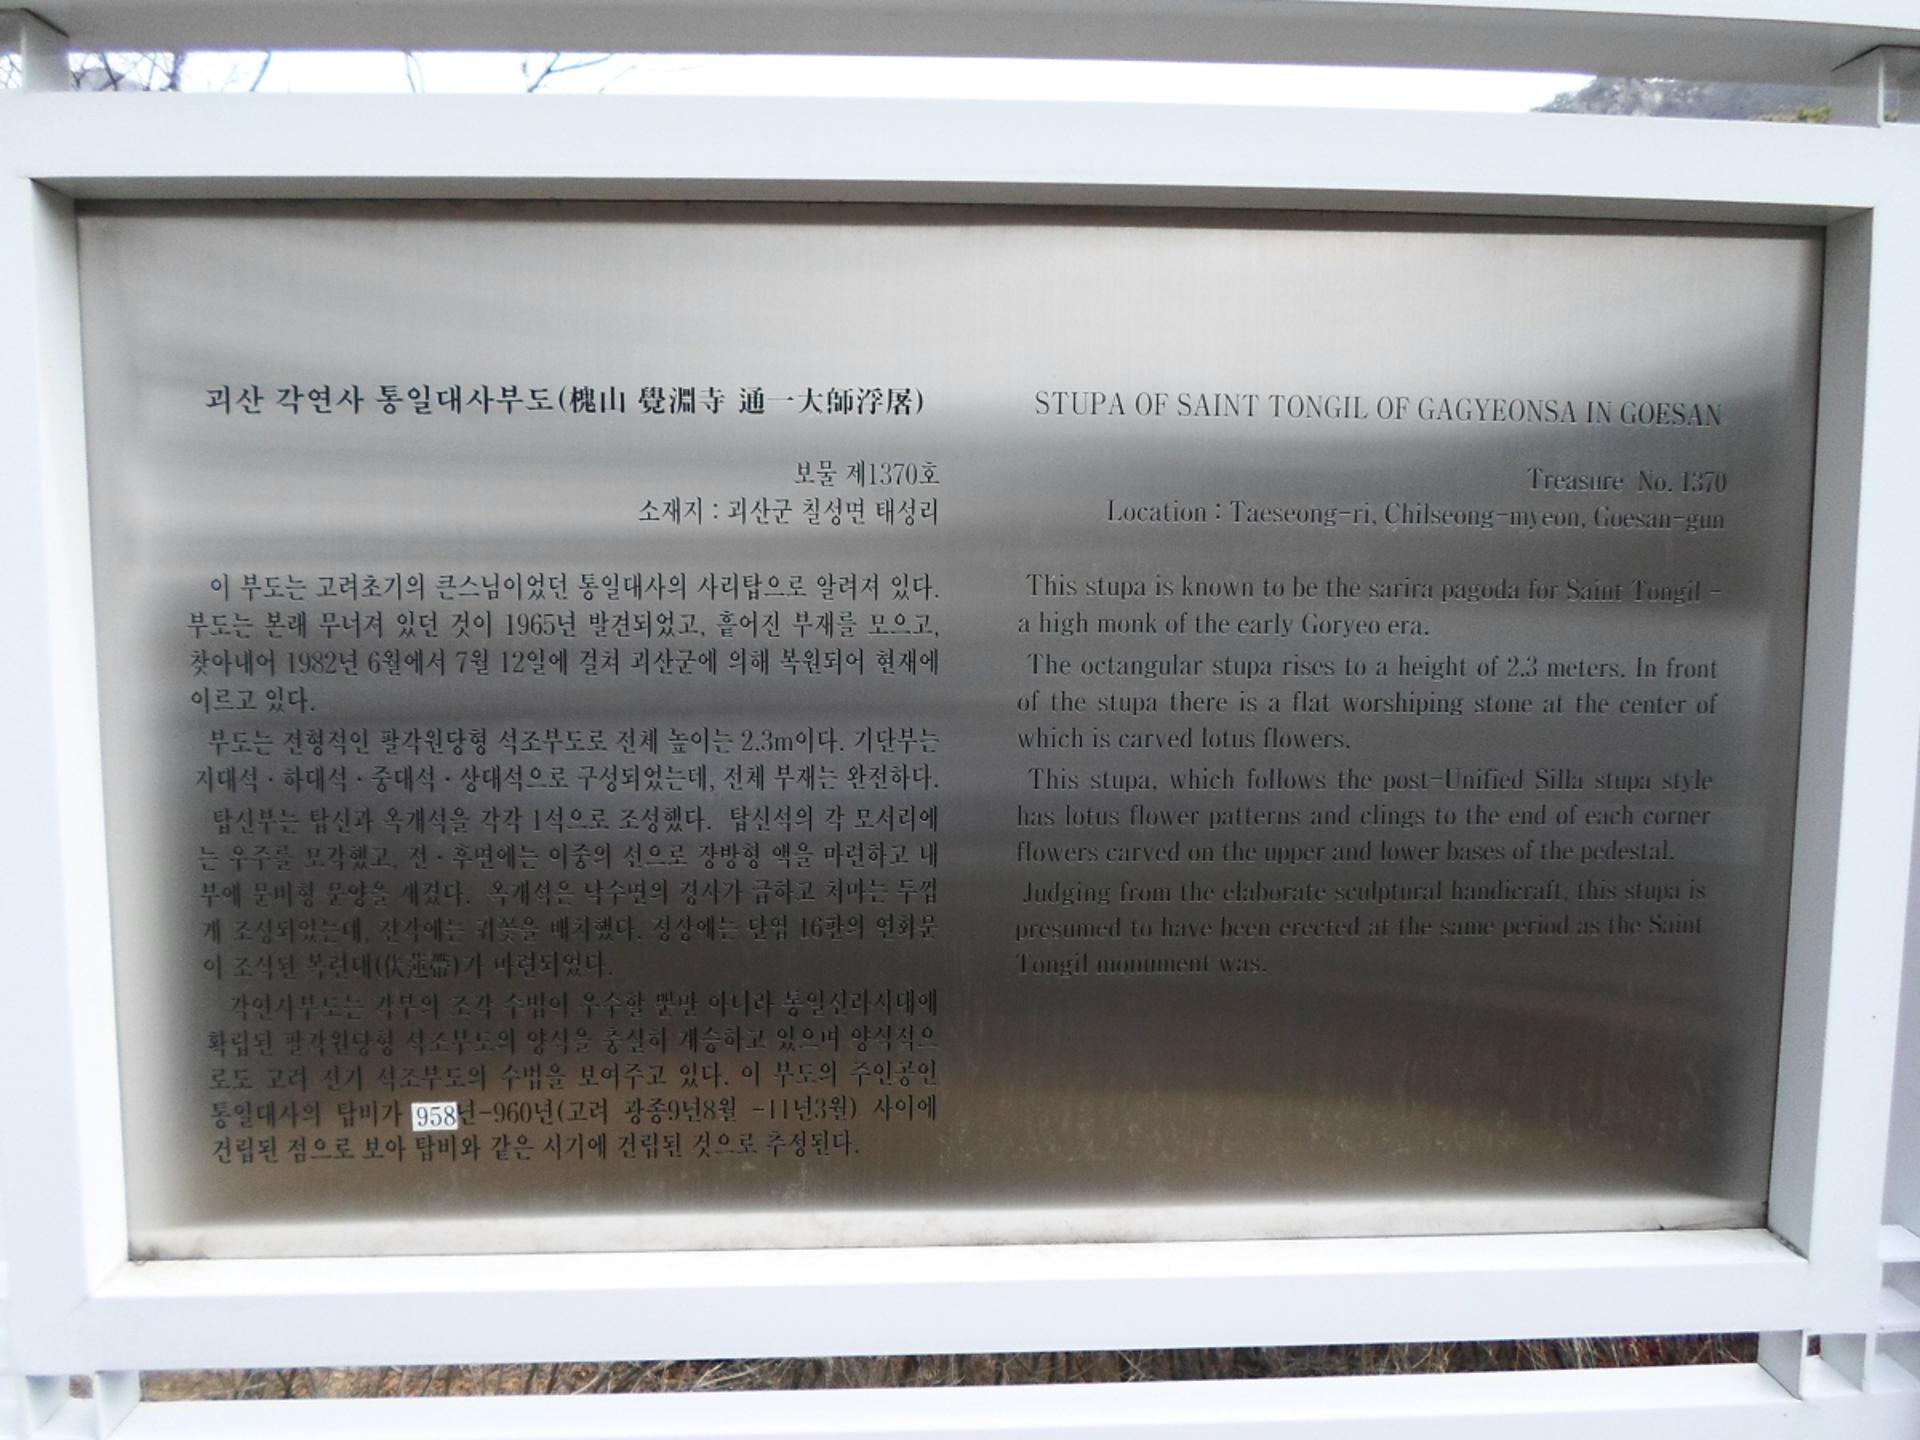 괴산 각연사 통일대사부도(槐山 覺淵寺 通一大師浮屠)
보물 제1370호
소재지 : 괴산군 칠성면 태성리
이 부도는 고려초기의 큰스님이었던 통일대사의 사리탑으로 알려져 있다.
부도는 본래 무너져 있던 것이 1965년 발견되었고, 흩어진 부재를 모으고,
찾아내어 1982년 6월에서 7월 12일에 걸쳐 괴산군에 의해 복원되어 현재에
이르고 있다.
부도는 전형적인 팔각원당형 석조부도로 전체 높이는 2.3m이다. 기단부는
지대석·하대석·중대석·상대석으로 구성되었는데, 전체 부재는 완전하다.
탑신부는 탑신과 옥개석을 각각 1석으로 조성했다. 탑신석의 각 모서리에
는 우주를 모각했고, 전·후면에는 이중의 선으로 장방형 액을 마련하고 내
부에 문비형 문양을 새겼다. 옥개석은 낙수면의 경사가 급하고 처마는 두껍
게 조성되었는데, 전각에는 귀꽃을 배치했다. 정상에는 단엽 16판의 연화문
이 조식된 복련대(伏蓮帶)가 마련되었다.
각연사부도는 각부의 조각 수법이 우수할 뿐만 아니라 통일신라시대에
확립된 팔각원당형 석조부도의 양식을 충실히 계승하고 있으며 양식적으
로도 고려 전기 석조부도의 수법을 보여주고 있다. 이 부도의 주인공인
통일대사의 탑비가 958년-960년(고려 광종9년8월 -11년3월) 사이에
건립된 점으로 보아 탑비와 같은 시기에 건립된 것으로 추정된다.
STUPA OF SAINT TONGIL OF GAGYEONSA IN GOESAN
Treasure No. 1370
Location : Taeseong-ri, Chilseong-myeon, Goesan-gun
This stupa is known to be the sarira pagoda for Saint Tongil -
a high monk of the early Goryeo era.
The octangular stupa rises to a height of 2.3 meters. In front
of the stupa there is a flat worshiping stone at the center of
which is carved lotus flowers.
This stupa, which follows the post-Unified Silla stupa style
has lotus flower patterns and clings to the end of each corner
flowers carved on the upper and lower bases of the pedestal.
Judging from the elaborate sculptural handicraft, this stupa is
presumed to have been erected at the same period as the Saint
Tongil monument was.